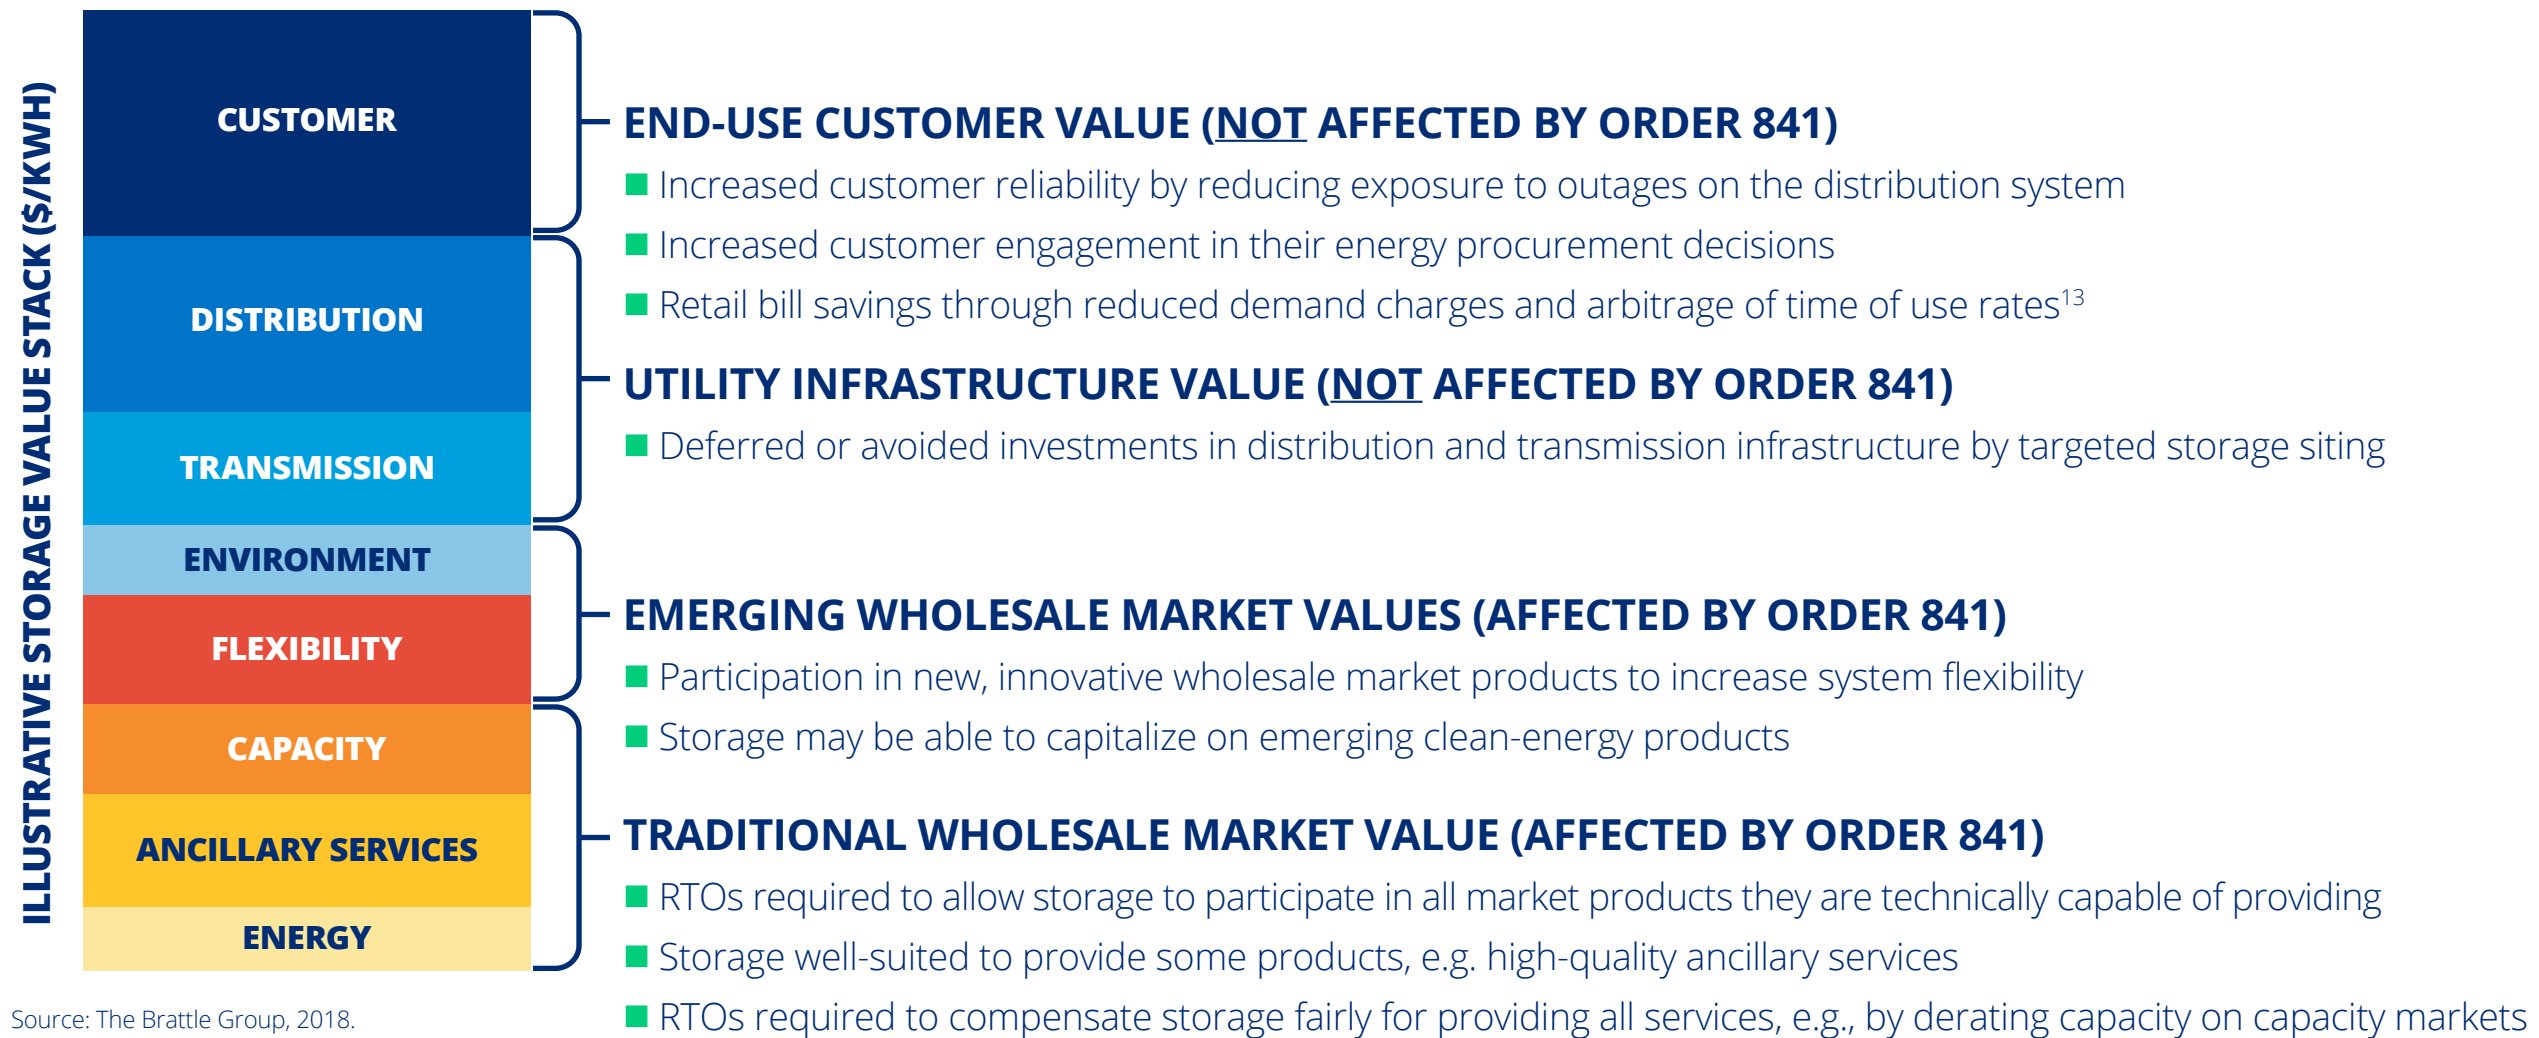 ILLUSTRATIVE STORAGE VALUE STACK ($/KWH)
CUSTOMER
DISTRIBUTION
TRANSMISSION
ENVIRONMENT
FLEXIBILITY
CAPACITY
ANCILLARY SERVICES
ENERGY
END-USE CUSTOMER VALUE (NOT AFFECTED BY ORDER 841)
Increased customer reliability by reducing exposure to outages on the distribution system
Increased customer engagement in their energy procurement decisions
Retail bill savings through reduced demand charges and arbitrage of time of use rates13
UTILITY INFRASTRUCTURE VALUE (NOT AFFECTED BY ORDER 841)
Deferred or avoided investments in distribution and transmission infrastructure by targeted storage siting
EMERGING WHOLESALE MARKET VALUES (AFFECTED BY ORDER 841)
Participation in new, innovative wholesale market products to increase system flexibility
Storage may be able to capitalize on emerging clean-energy products
TRADITIONAL WHOLESALE MARKET VALUE (AFFECTED BY ORDER 841)
RTOs required to allow storage to participate in all market products they are technically capable of providing
Storage well-suited to provide some products, e.g. high-quality ancillary services
RTOs required to compensate storage fairly for providing all services, e.g., by derating capacity on capacity markets
Source: The Brattle Group, 2018.